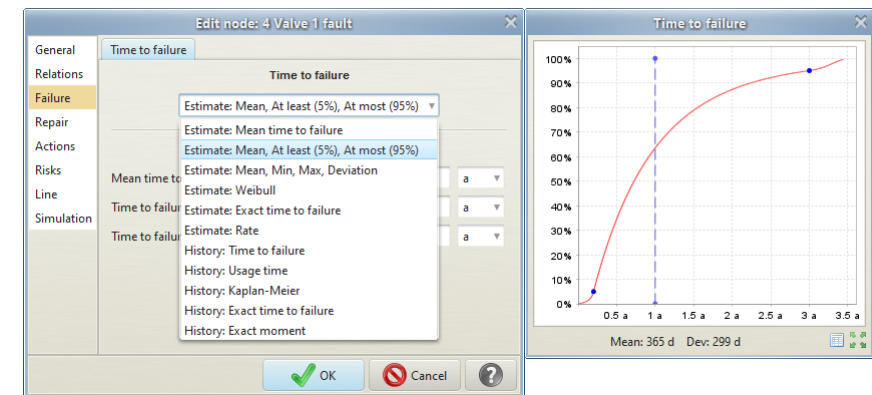 Edit node: 4 Valve 1 fault
General
Relations
Failure
Repair
Actions
Risks
Line
Simulation
Time to failure
Time to failure
Estimate: Mean, At least (5%), At most (95%)
Estimate: Mean time to failure
Estimate: Mean, At least (5%), At most (95%)
Estimate: Mean, Min, Max, Deviation
Estimate: Weibull
Estimate: Exact time to failure
Estimate: Rate
History: Time to failure
History: Usage time
History: Kaplan-Meier
History: Exact time to failure
History: Exact moment
Mean time to
a
Time to failur
a
Time to failur
a
OK
Cancel
?
Time to failure
100%
90%
80%
70%
60%
50%
40%
30%
20%
10%
0%
0.5 a 1 a 1.5 a 2 a 2.5 a 3 a 3.5 a
Mean: 365 d Dev: 299 d